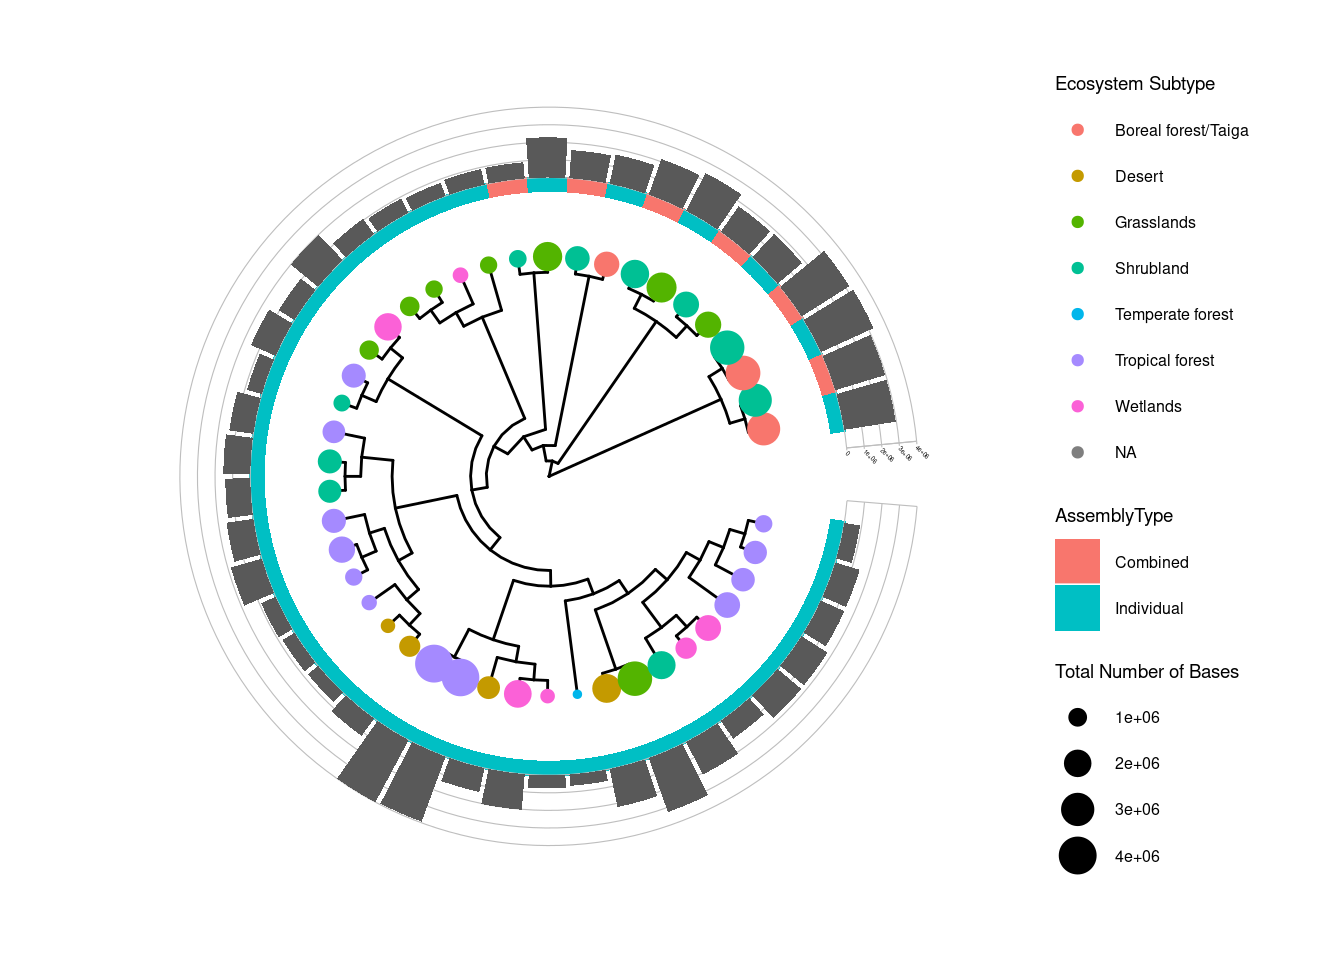 Ecosystem Subtype
Boreal forest/Taiga
Desert
Grasslands
Shrubland
Temperate forest
Tropical forest
Wetlands
NA
AssemblyType
Combined
Individual
Total Number of Bases
1e+06
2e+06
3e+06
4e+06
0
1e+06
2e+06
3e+06
4e+06